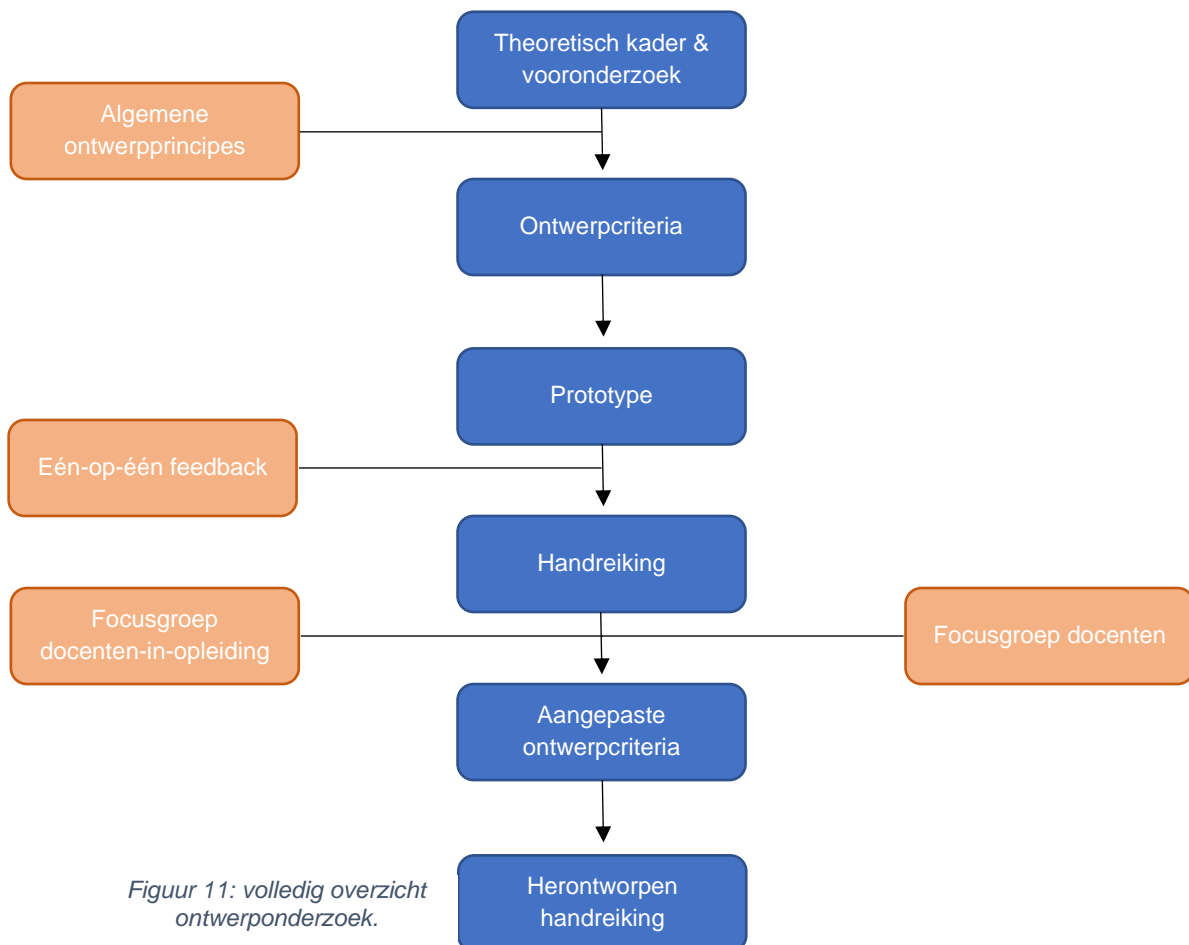 Theoretisch kader &
vooronderzoek
Algemene
ontwerpprincipes
Ontwerpcriteria
Prototype
Eén-op-één feedback
Handreiking
Focusgroep
docenten-in-opleiding
Focusgroep docenten
Aangepaste
ontwerpcriteria
Herontworpen
handreiking
Figuur 11: volledig overzicht
ontwerponderzoek.